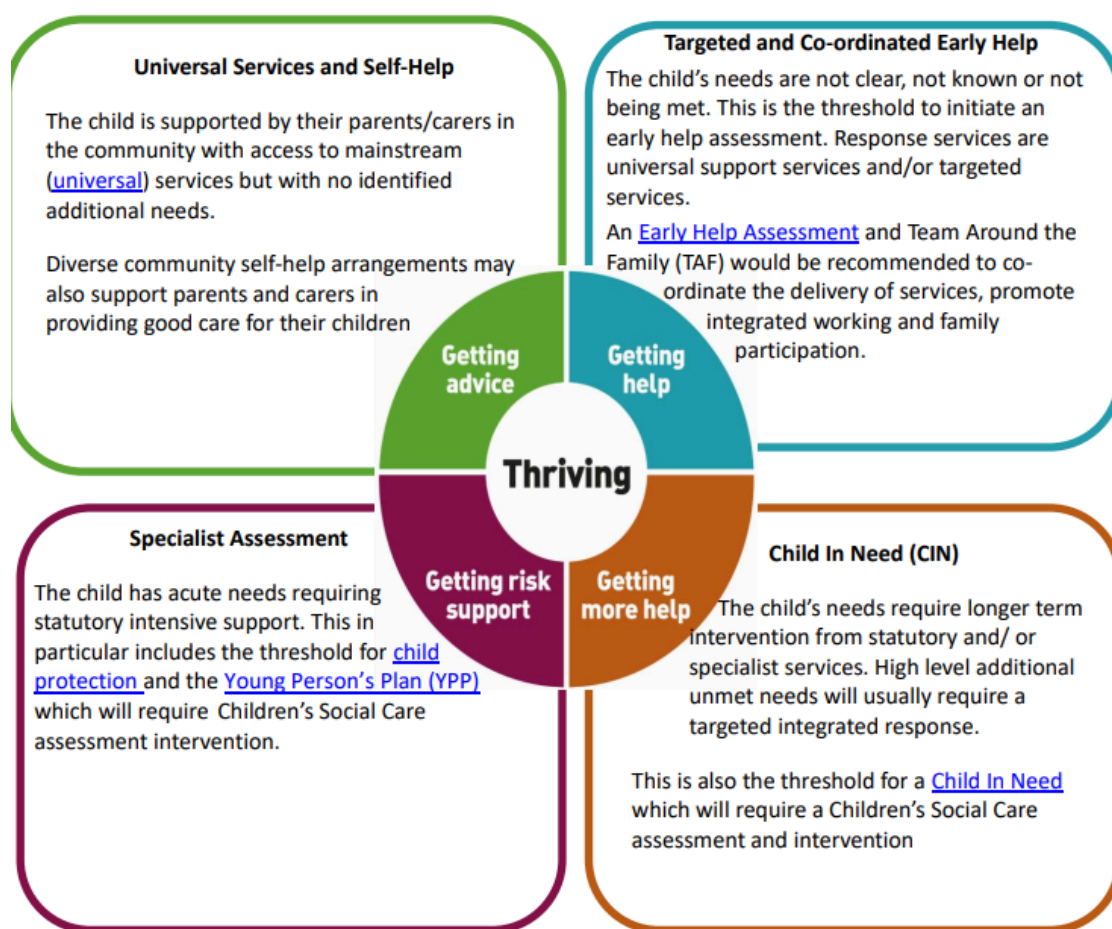 Universal Services and Self-Help
The child is supported by their parents/carers in
the community with access to mainstream
(universal) services but with no identified
additional needs.
Diverse community self-help arrangements may
also support parents and carers in
providing good care for their children
Targeted and Co-ordinated Early Help
The child’s needs are not clear, not known or not
being met. This is the threshold to initiate an
early help assessment. Response services are
universal support services and/or targeted
services.
An Early Help Assessment and Team Around the
Family (TAF) would be recommended to co-
ordinate the delivery of services, promote
integrated working and family
participation.
Getting
advice
Getting
help
Thriving
Getting risk
support
Getting
more help
Specialist Assessment
The child has acute needs requiring
statutory intensive support. This in
particular includes the threshold for child
protection and the Young Person’s Plan (YPP)
which will require Children’s Social Care
assessment intervention.
Child In Need (CIN)
The child’s needs require longer term
intervention from statutory and/ or
specialist services. High level additional
unmet needs will usually require a
targeted integrated response.
This is also the threshold for a Child In Need
which will require a Children’s Social Care
assessment and intervention